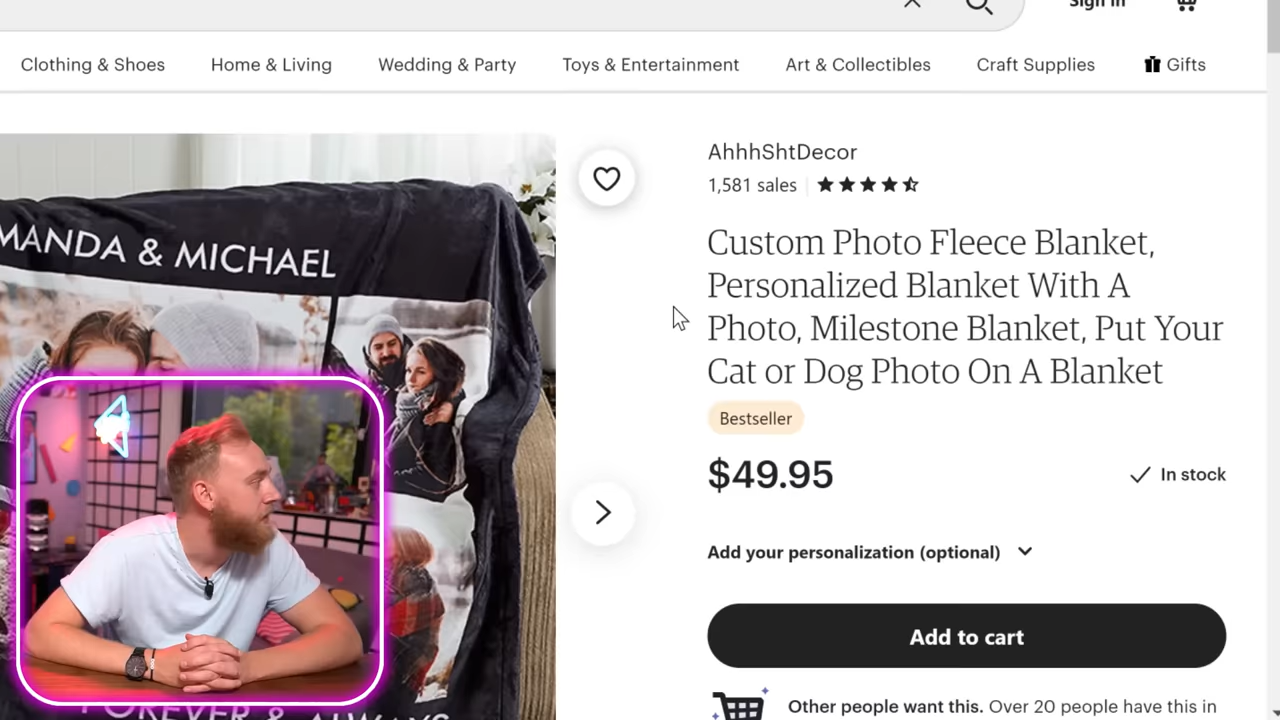 Sign in
Clothing & Shoes
Home & Living
Wedding & Party
Toys & Entertainment
Art & Collectibles
Craft Supplies
Gifts
MANDA & MICHAEL
FOREVER & ALWAYS
AhhhShtDecor
1,581 sales
Custom Photo Fleece Blanket,
Personalized Blanket With A
Photo, Milestone Blanket, Put Your
Cat or Dog Photo On A Blanket
Bestseller
$49.95
In stock
Add your personalization (optional)
Add to cart
Other people want this. Over 20 people have this in